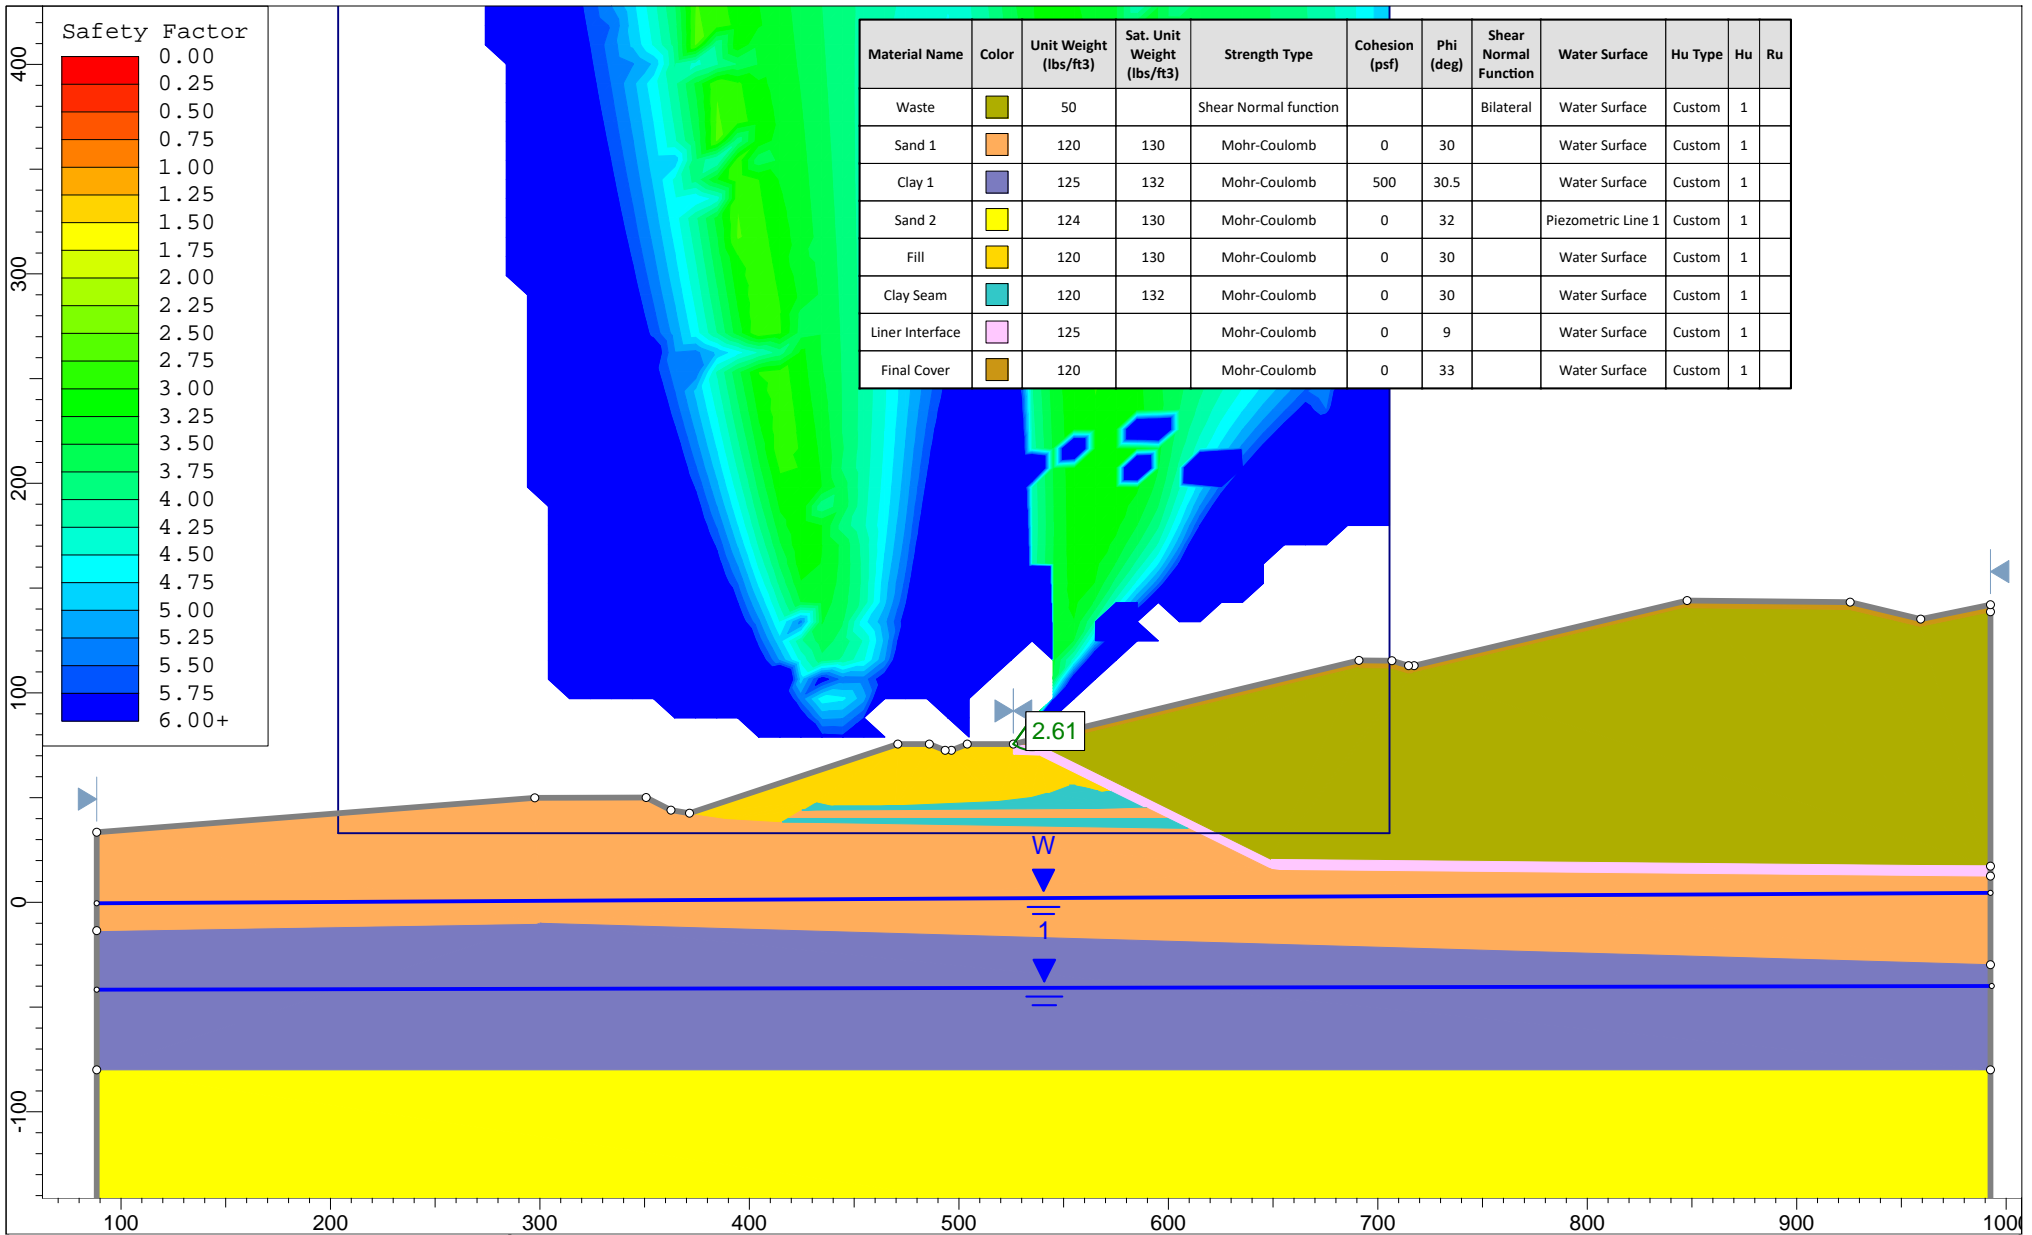 Safety Factor
0.00
0.25
0.50
0.75
1.00
1.25
1.50
1.75
2.00
2.25
2.50
2.75
3.00
3.25
3.50
3.75
4.00
4.25
4.50
4.75
5.00
5.25
5.50
5.75
6.00+
Material Name Color Unit Weight (lbs/ft3) Sat. Unit Weight (lbs/ft3) Strength Type Cohesion (psf) Phi (deg) Shear Normal Function Water Surface Hu Type Hu Ru
Waste 50 Shear Normal function Bilateral Water Surface Custom 1
Sand 1 120 130 Mohr-Coulomb 0 30 Water Surface Custom 1
Clay 1 125 132 Mohr-Coulomb 500 30.5 Water Surface Custom 1
Sand 2 124 130 Mohr-Coulomb 0 32 Piezometric Line 1 Custom 1
Fill 120 130 Mohr-Coulomb 0 30 Water Surface Custom 1
Clay Seam 120 132 Mohr-Coulomb 0 30 Water Surface Custom 1
Liner Interface 125 Mohr-Coulomb 0 9 Water Surface Custom 1
Final Cover 120 Mohr-Coulomb 0 33 Water Surface Custom 1
400
300
200
100
0
-100
2.61
W
1
100 200 300 400 500 600 700 800 900 1000